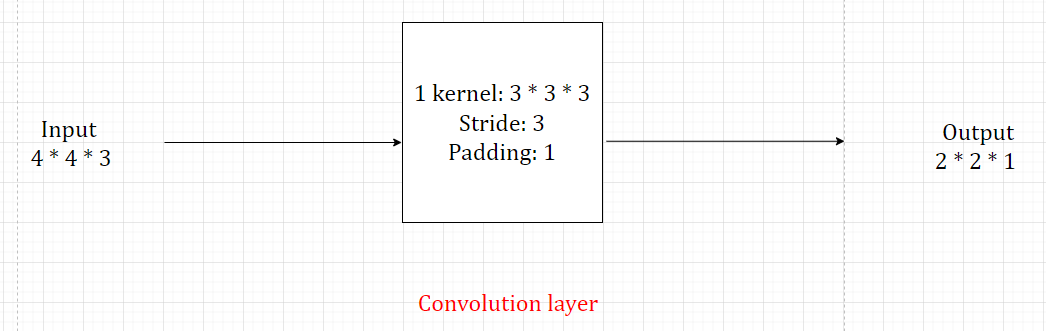 Input
4 * 4 * 3
1 kernel: 3 * 3 * 3
Stride: 3
Padding: 1
Output
2 * 2 * 1
Convolution layer